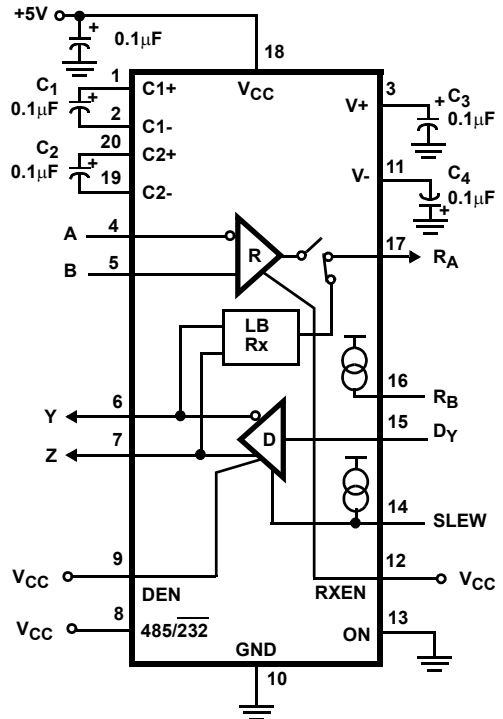 +5V
+
0.1µF
18
1
C1
0.1µF
+
C1+
VCC
3
V+
+
C3
0.1µF
2
C1-
20
C2
0.1µF
+
C2+
19
C2-
11
V-
C4
0.1µF
+
A
4
R
17
RA
B
5
LB
Rx
16
RB
Y
6
15
DY
Z
7
D
14
SLEW
9
VCC
DEN
12
RXEN
VCC
8
VCC
485/232
13
ON
GND
10